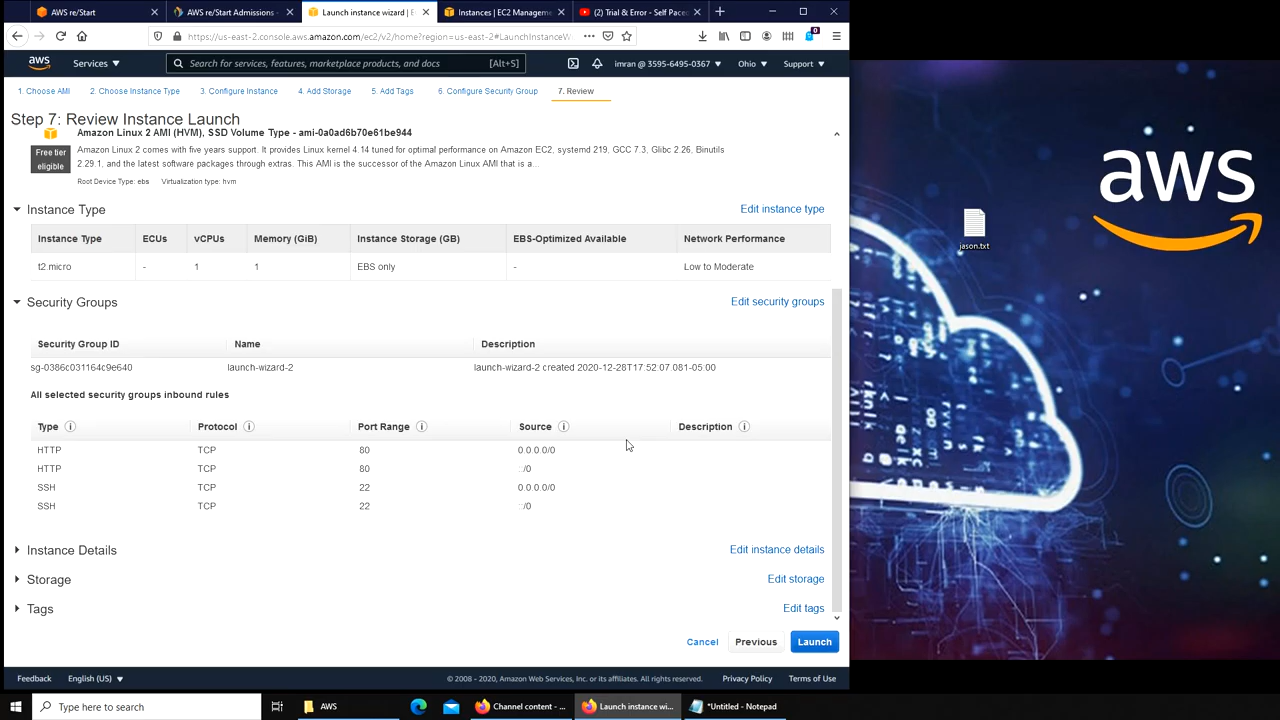 AWS re/Start
AWS re/Start Admissions -
Launch instance wizard | E
Instances | EC2 Manageme
(2) Trial & Error - Self Paced
https://us-east-2.console.aws.amazon.com/ec2/v2/home?region=us-east-2#LaunchInstanceWi
0
aws
Services
Search for services, features, marketplace products, and docs
[Alt+S]
imran @ 3595-6495-0367
Ohio
Support
1. Choose AMI
2. Choose Instance Type
3. Configure Instance
4. Add Storage
5. Add Tags
6. Configure Security Group
7. Review
Step 7: Review Instance Launch
Amazon Linux 2 AMI (HVM), SSD Volume Type - ami-0a0ad6b70e61be944
Free tier
eligible
Amazon Linux 2 comes with five years support. It provides Linux kernel 4.14 tuned for optimal performance on Amazon EC2, systemd 219, GCC 7.3, Glibc 2.26, Binutils
2.29.1, and the latest software packages through extras. This AMI is the successor of the Amazon Linux AMI that is a...
Root Device Type: ebs Virtualization type: hvm
Instance Type
Edit instance type
Instance Type ECUs vCPUs Memory (GiB) Instance Storage (GB) EBS-Optimized Available Network Performance
t2.micro - 1 1 EBS only - Low to Moderate
Security Groups
Edit security groups
Security Group ID Name Description
sg-0386c031164c9e640 launch-wizard-2 launch-wizard-2 created 2020-12-28T17:52:07.081-05:00
All selected security groups inbound rules
Type Protocol Port Range Source Description
HTTP TCP 80 0.0.0.0/0
HTTP TCP 80 ::/0
SSH TCP 22 0.0.0.0/0
SSH TCP 22 ::/0
Instance Details
Edit instance details
Storage
Edit storage
Tags
Edit tags
Cancel
Previous
Launch
Feedback
English (US)
© 2008 - 2020, Amazon Web Services, Inc. or its affiliates. All rights reserved.
Privacy Policy
Terms of Use
aws
jason.txt
Type here to search
AWS
Channel content - ...
Launch instance wi...
*Untitled - Notepad